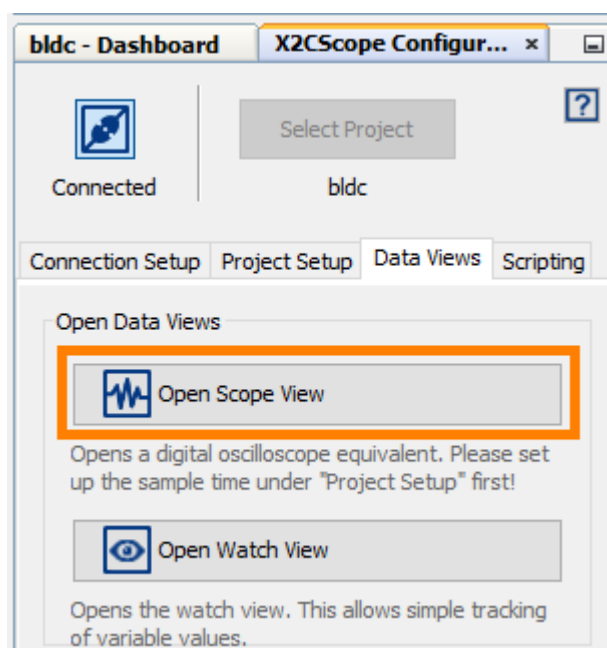 bldc - Dashboard X2CScope Configur... ×
?
Select Project
Connected bldc
Connection Setup Project Setup Data Views Scripting
Open Data Views
Open Scope View
Opens a digital oscilloscope equivalent. Please set
up the sample time under "Project Setup" first!
Open Watch View
Opens the watch view. This allows simple tracking
of variable values.